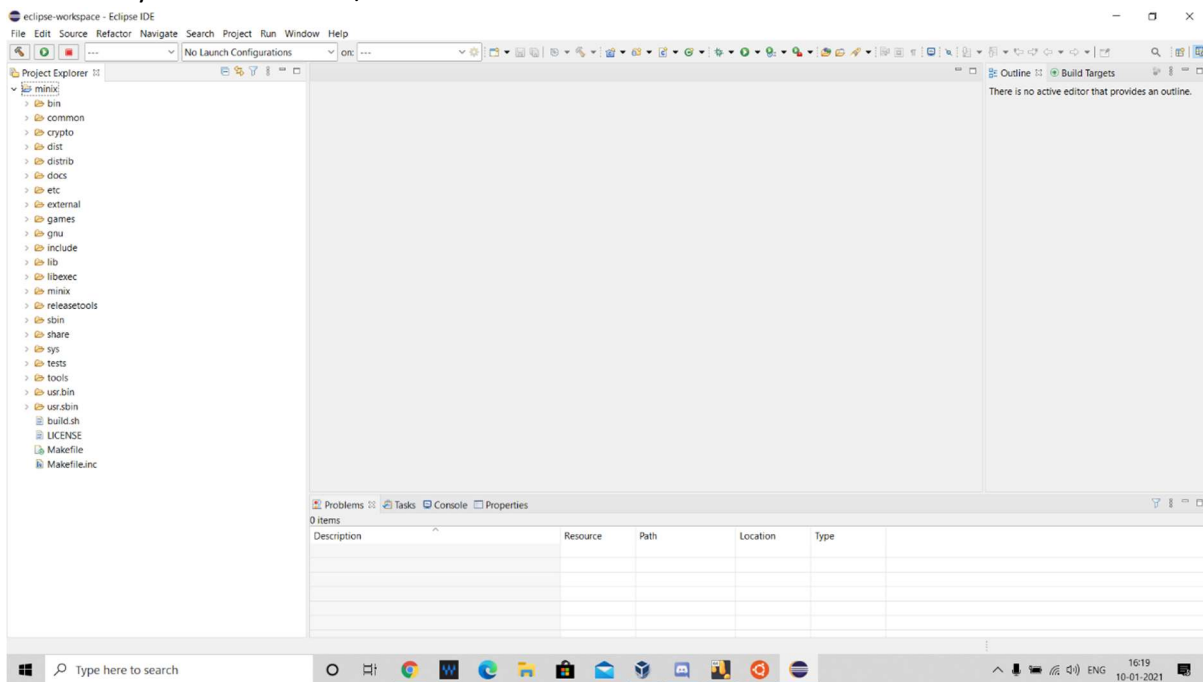 eclipse-workspace - Eclipse IDE
File Edit Source Refactor Navigate Search Project Run Window Help
--- No Launch Configurations on: ---
Project Explorer
Outline Build Targets
minix
There is no active editor that provides an outline.
bin
common
crypto
dist
distrib
docs
etc
external
games
gnu
include
lib
libexec
minix
releasetools
sbin
share
sys
tests
tools
usr.bin
usr.sbin
build.sh
LICENSE
Makefile
Makefile.inc
Problems Tasks Console Properties
0 items
Description Resource Path Location Type
Type here to search
ENG
16:19
10-01-2021